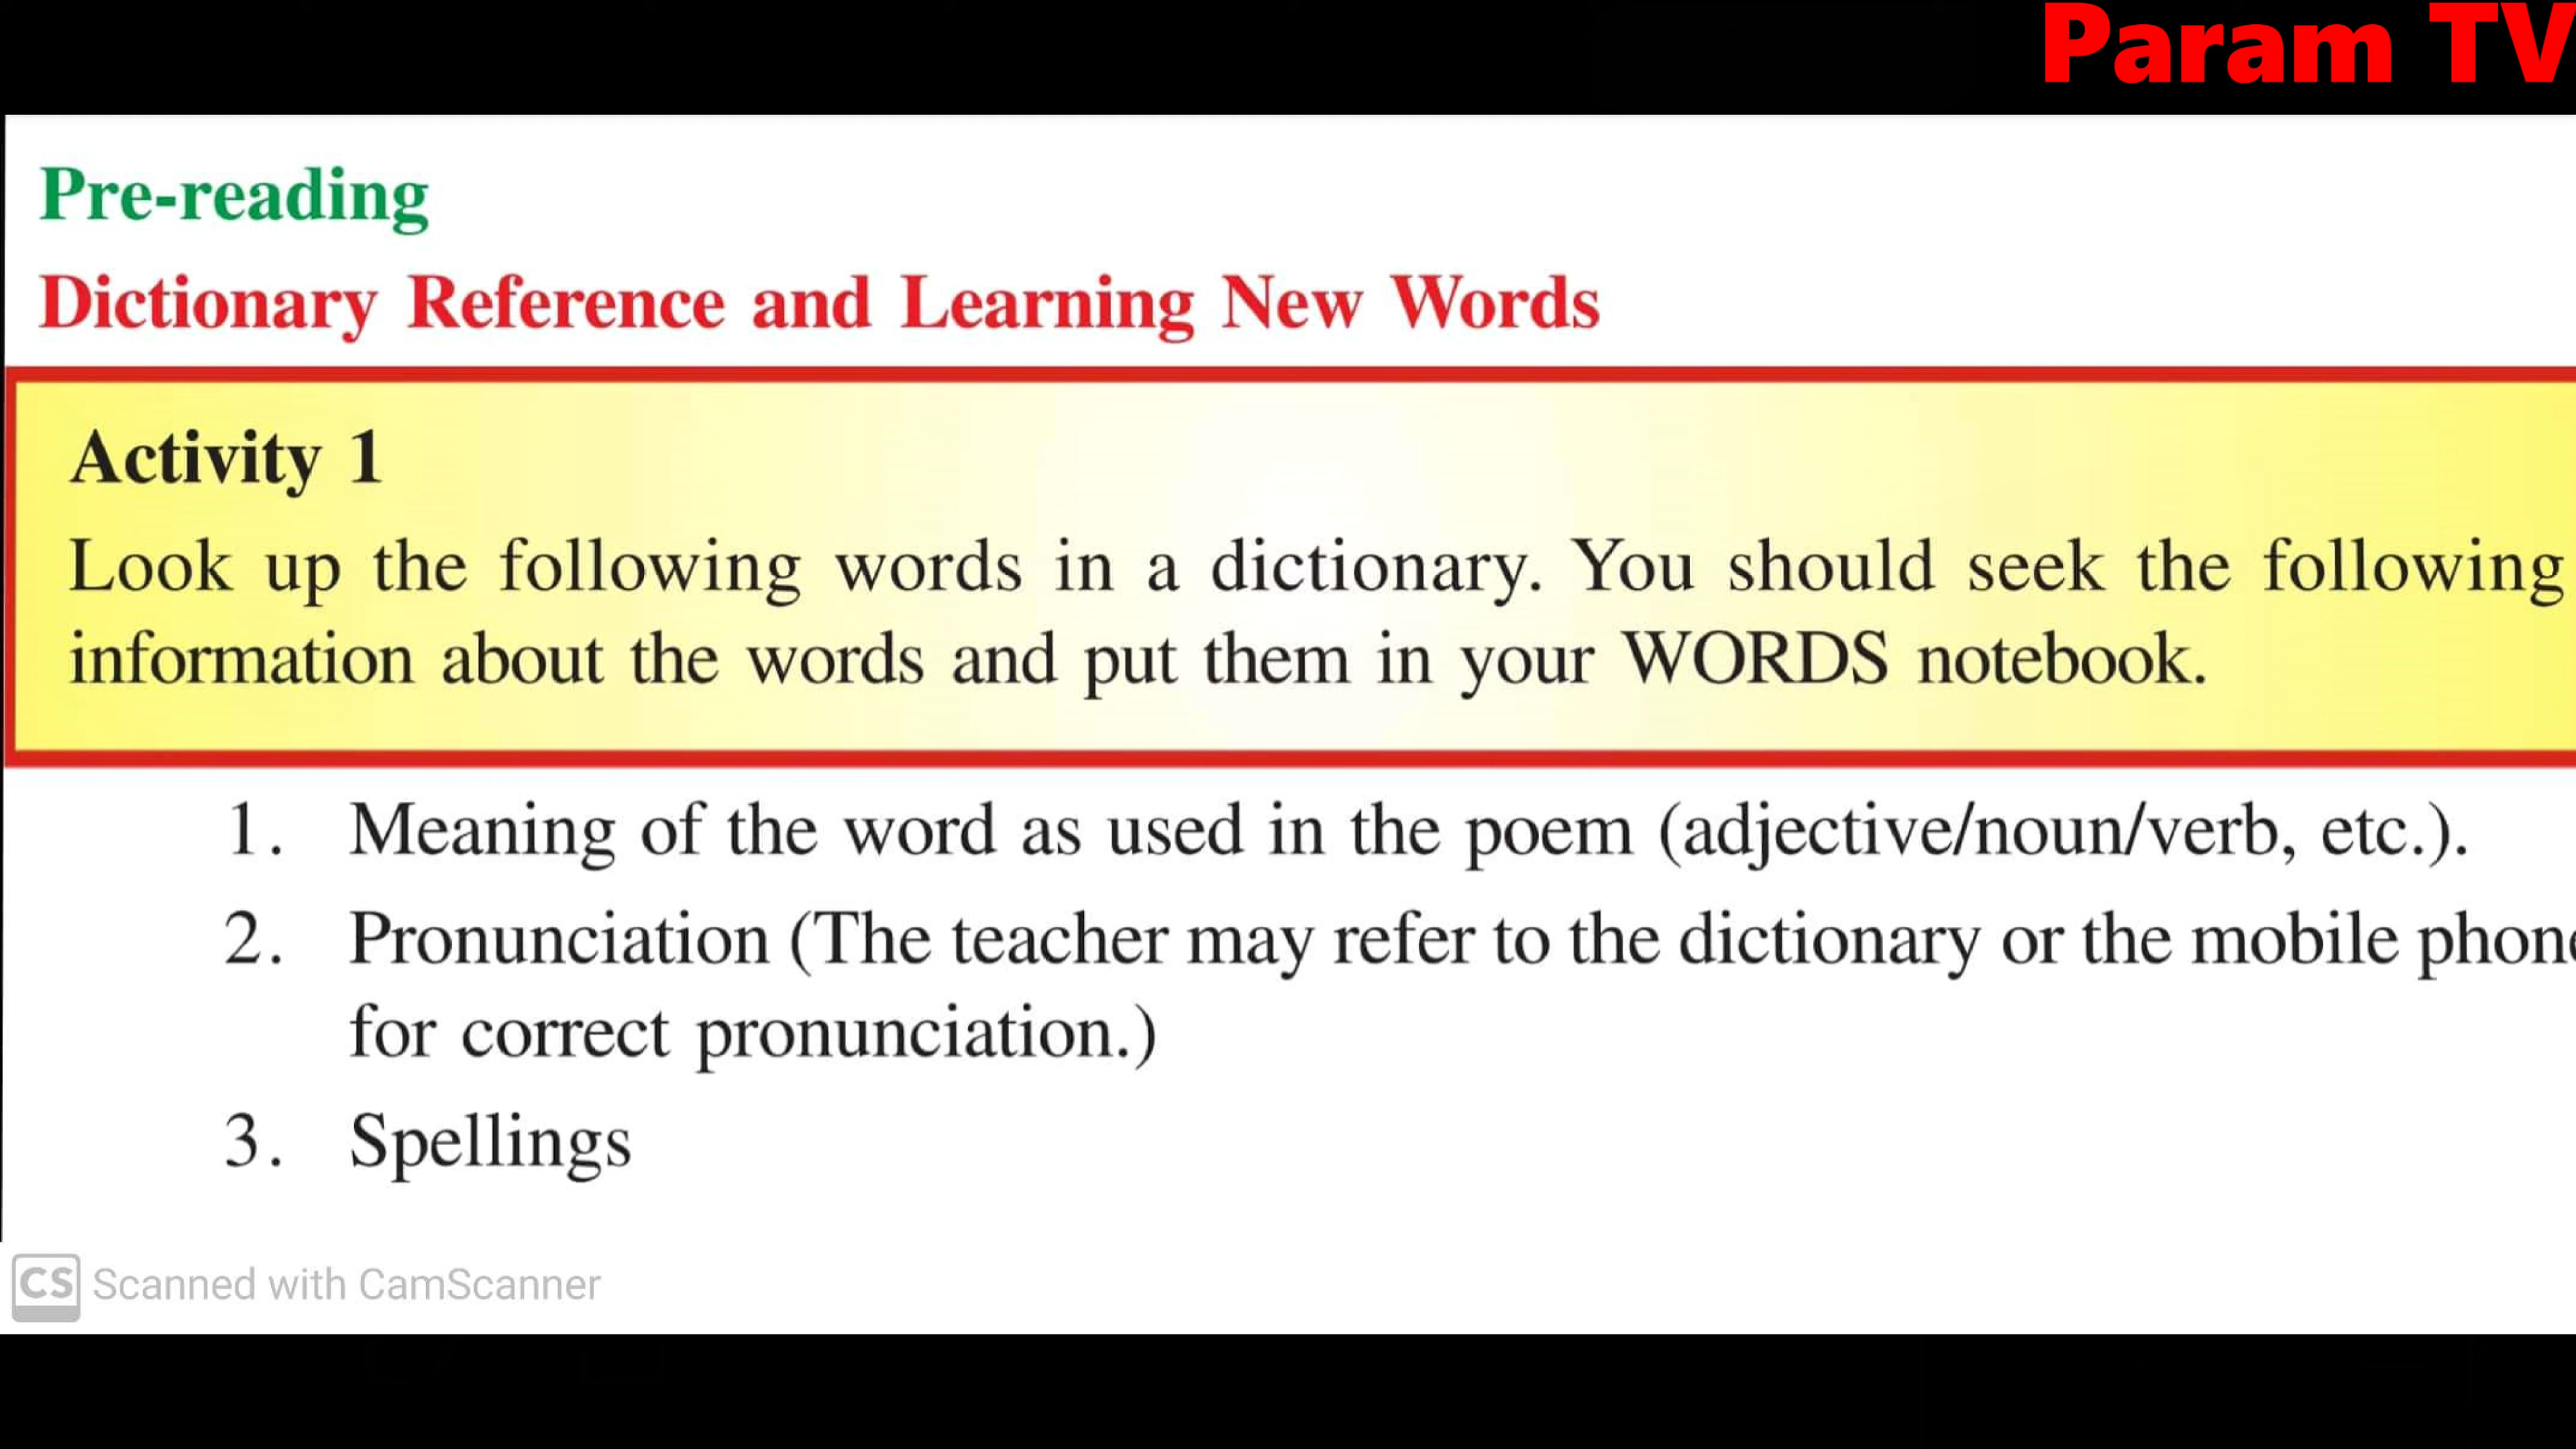 Param TV
Pre-reading
Dictionary Reference and Learning New Words
Activity 1
Look up the following words in a dictionary. You should seek the following
information about the words and put them in your WORDS notebook.
1. Meaning of the word as used in the poem (adjective/noun/verb, etc.).
2. Pronunciation (The teacher may refer to the dictionary or the mobile phone
for correct pronunciation.)
3. Spellings
CS Scanned with CamScanner